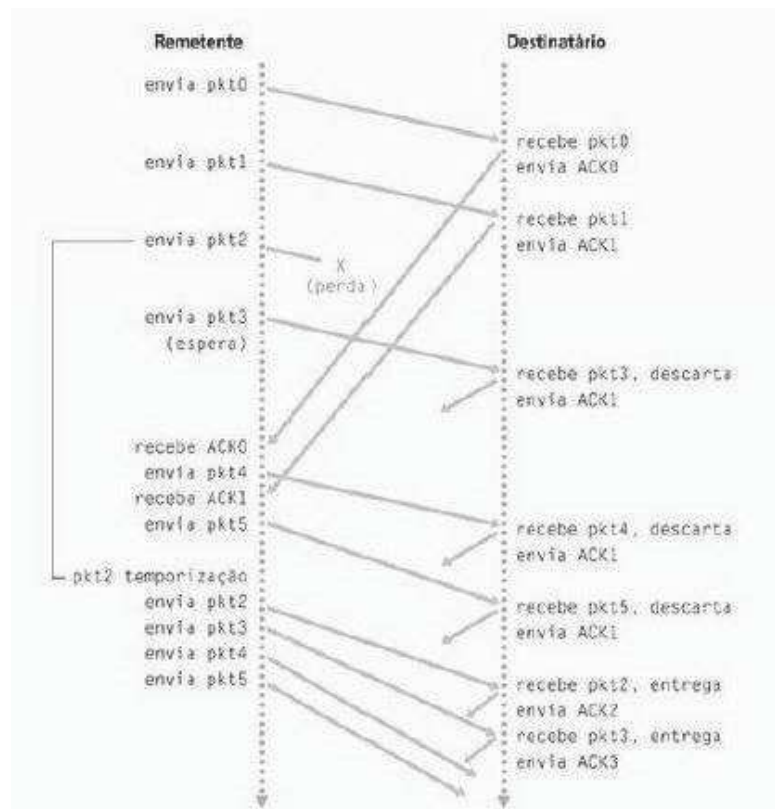 Remetente
Destinatário
envia pkt0
recebe pkt0
envia ACK0
envia pkt1
recebe pkt1
envia ACK1
envia pkt2
X
(perda)
envia pkt3
(espera)
recebe pkt3, descarta
envia ACK1
recebe ACK0
envia pkt4
recebe ACK1
envia pkt5
recebe pkt4, descarta
envia ACK1
pkt2 temporização
envia pkt2
envia pkt3
envia pkt4
envia pkt5
recebe pkt5, descarta
envia ACK1
recebe pkt2, entrega
envia ACK2
recebe pkt3, entrega
envia ACK3